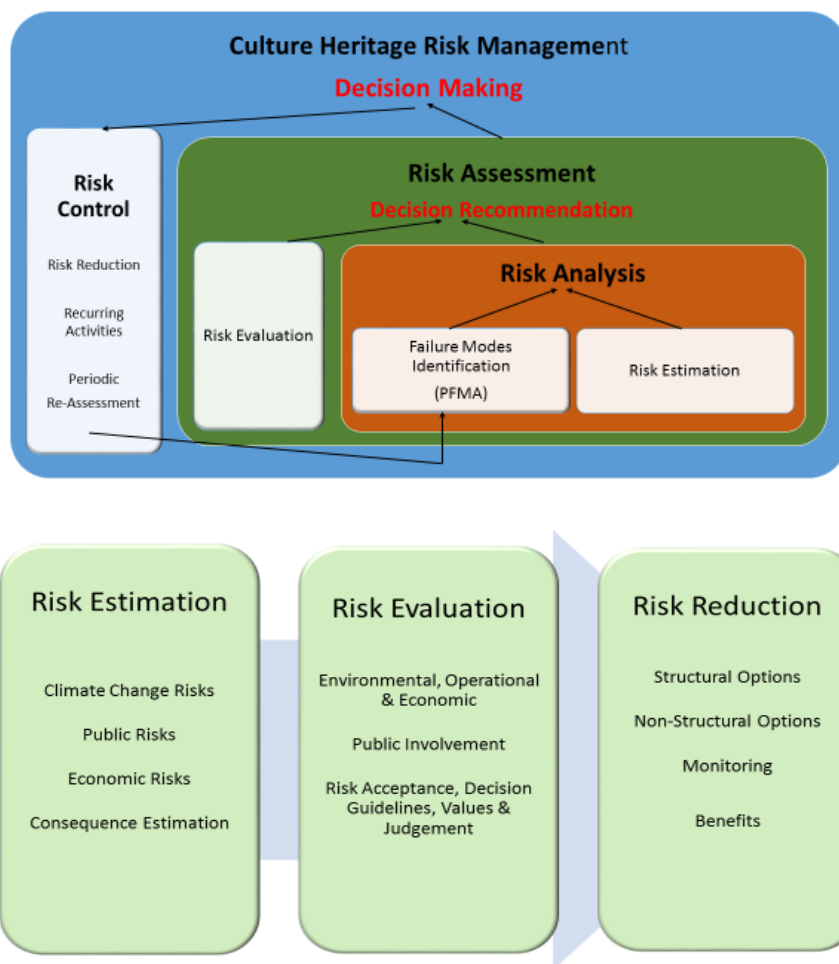 Culture Heritage Risk Management
Decision Making
Risk
Control
Risk Reduction
Recurring
Activities
Periodic
Re-Assessment
Risk Assessment
Decision Recommendation
Risk Evaluation
Risk Analysis
Failure Modes
Identification
(PFMA)
Risk Estimation
Risk Estimation
Climate Change Risks
Public Risks
Economic Risks
Consequence Estimation
Risk Evaluation
Environmental, Operational
& Economic
Public Involvement
Risk Acceptance, Decision
Guidelines, Values &
Judgement
Risk Reduction
Structural Options
Non-Structural Options
Monitoring
Benefits